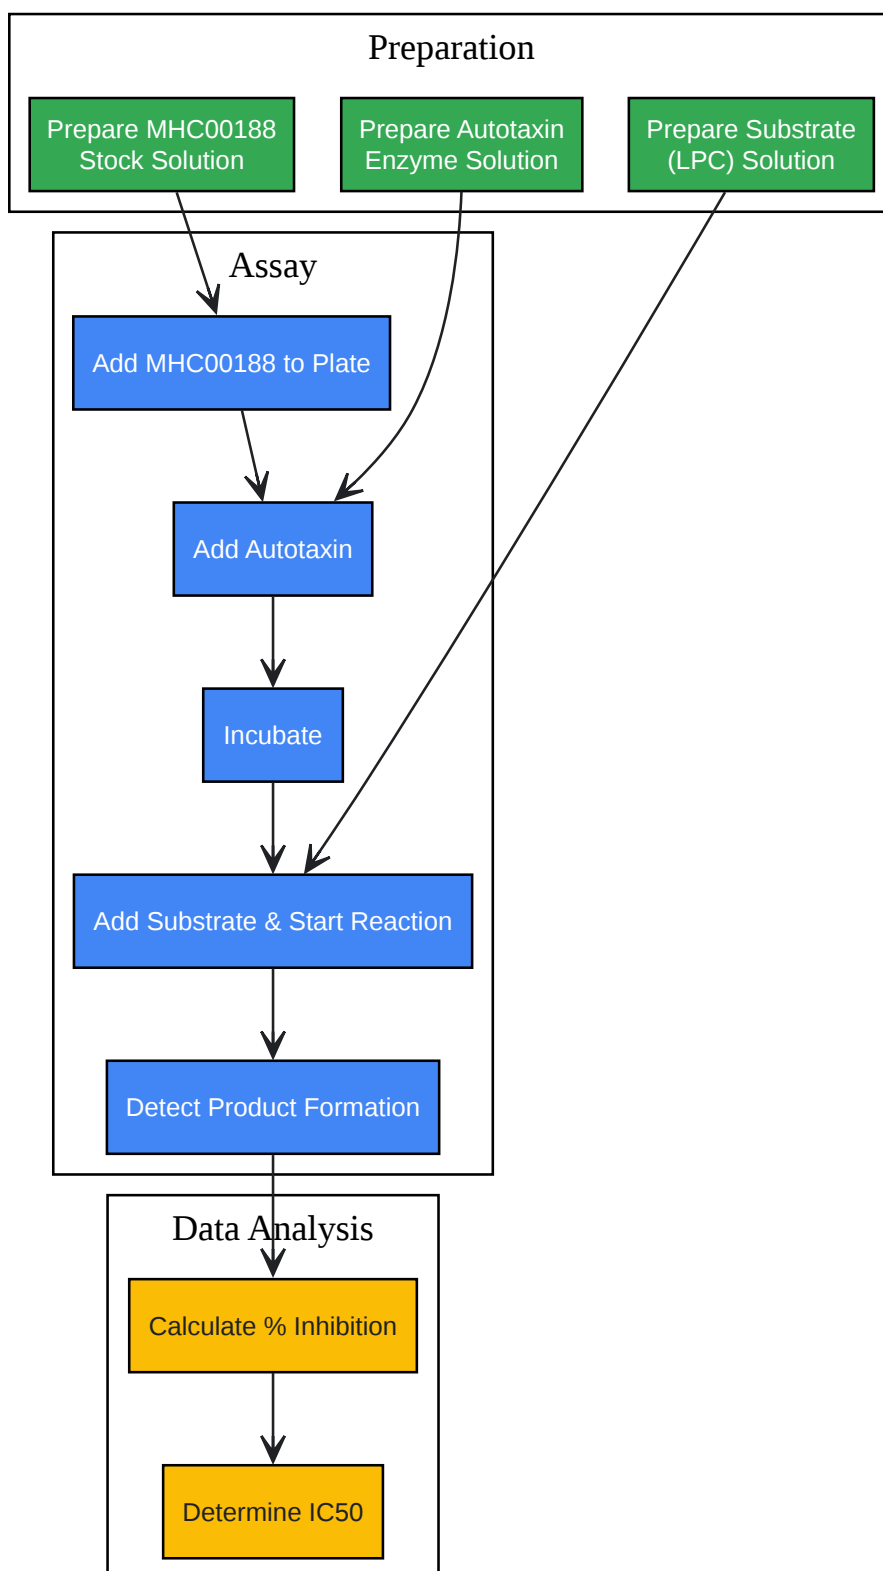 Preparation
Prepare MHC00188
Stock Solution
Prepare Autotaxin
Enzyme Solution
Prepare Substrate
(LPC) Solution
Assay
Add MHC00188 to Plate
Add Autotaxin
Incubate
Add Substrate & Start Reaction
Detect Product Formation
Data Analysis
Calculate % Inhibition
Determine IC50